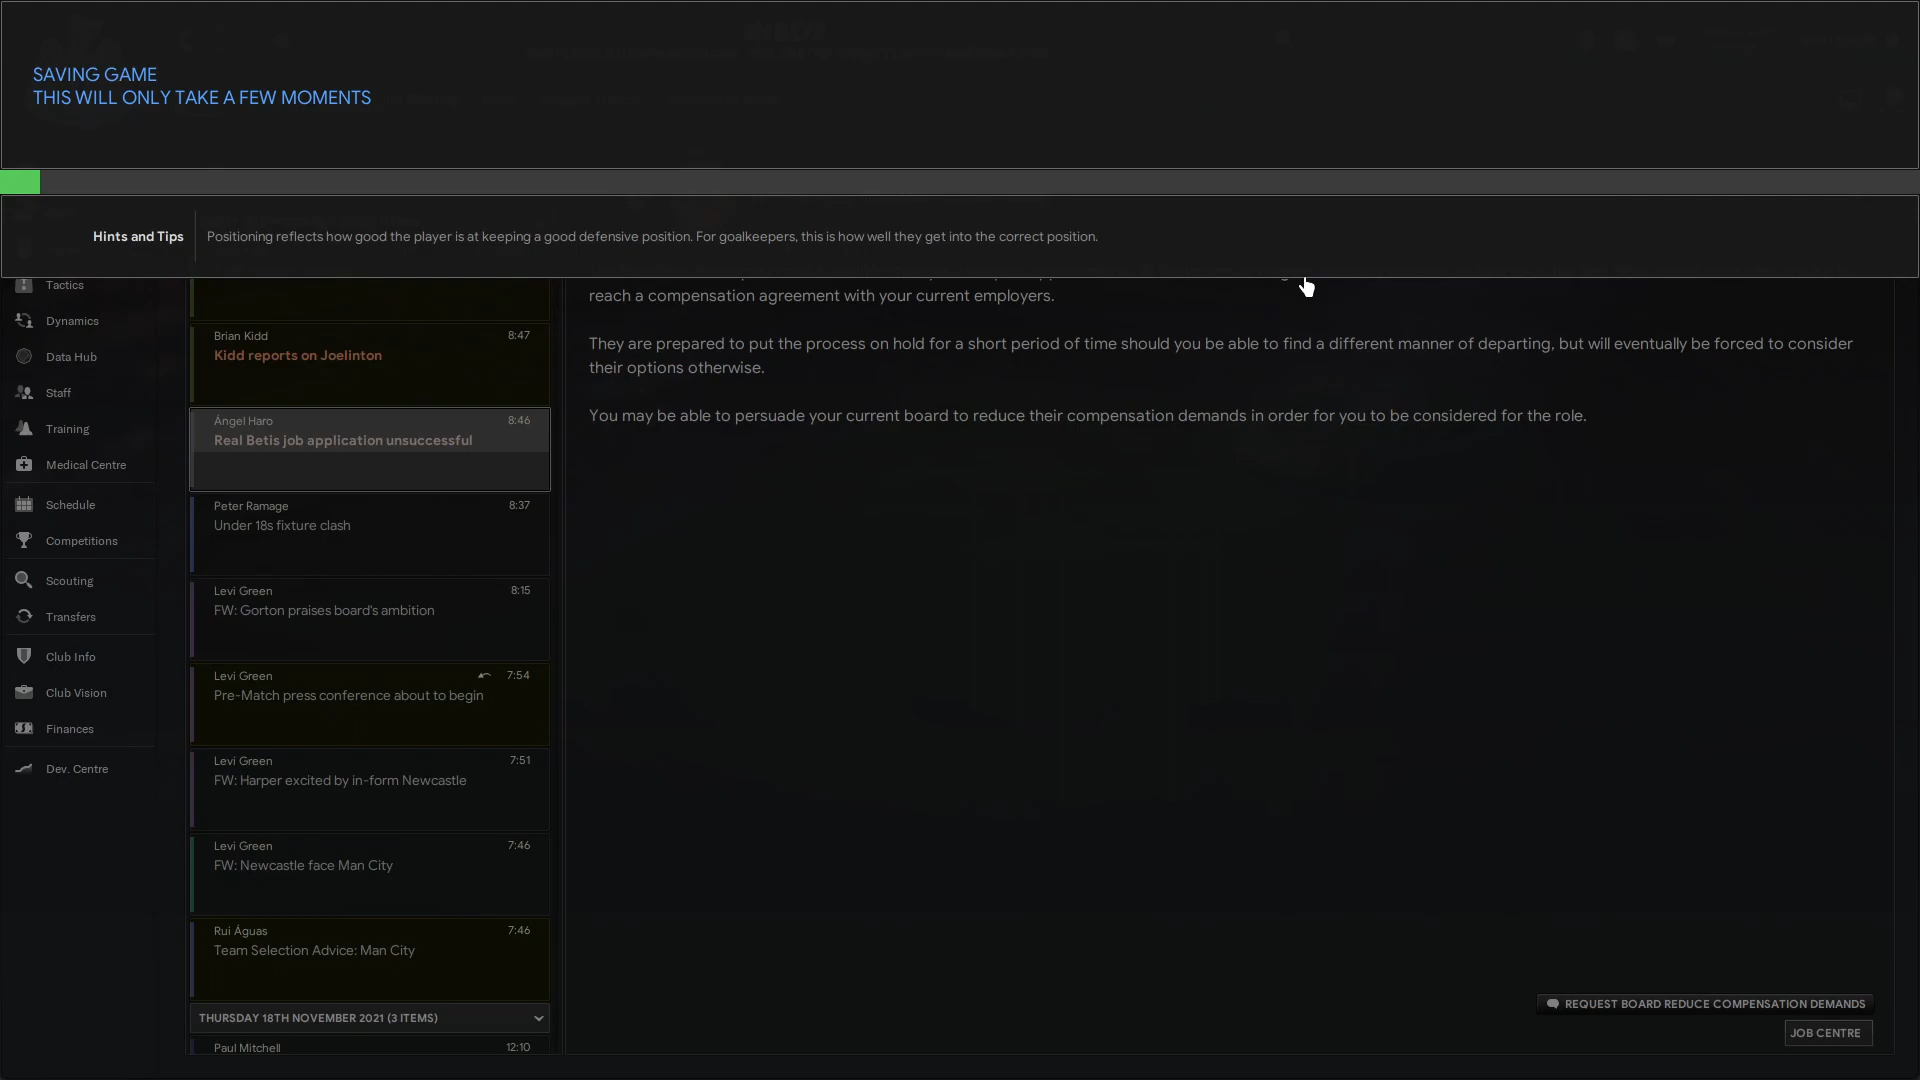 SAVING GAME
THIS WILL ONLY TAKE A FEW MOMENTS
Hints and Tips
Positioning reflects how good the player is at keeping a good defensive position. For goalkeepers, this is how well they get into the correct position.
Tactics
Dynamics
Data Hub
Staff
Training
Medical Centre
Schedule
Competitions
Scouting
Transfers
Club Info
Club Vision
Finances
Dev. Centre
Brian Kidd 8:47
Kidd reports on Joelinton
Ángel Haro 8:46
Real Betis job application unsuccessful
Peter Ramage 8:37
Under 18s fixture clash
Levi Green 8:15
FW: Gorton praises board's ambition
Levi Green 7:54
Pre-Match press conference about to begin
Levi Green 7:51
FW: Harper excited by in-form Newcastle
Levi Green 7:46
FW: Newcastle face Man City
Rui Águas 7:46
Team Selection Advice: Man City
THURSDAY 18TH NOVEMBER 2021 (3 ITEMS)
Paul Mitchell 12:10
reach a compensation agreement with your current employers.
They are prepared to put the process on hold for a short period of time should you be able to find a different manner of departing, but will eventually be forced to consider
their options otherwise.
You may be able to persuade your current board to reduce their compensation demands in order for you to be considered for the role.
REQUEST BOARD REDUCE COMPENSATION DEMANDS
JOB CENTRE